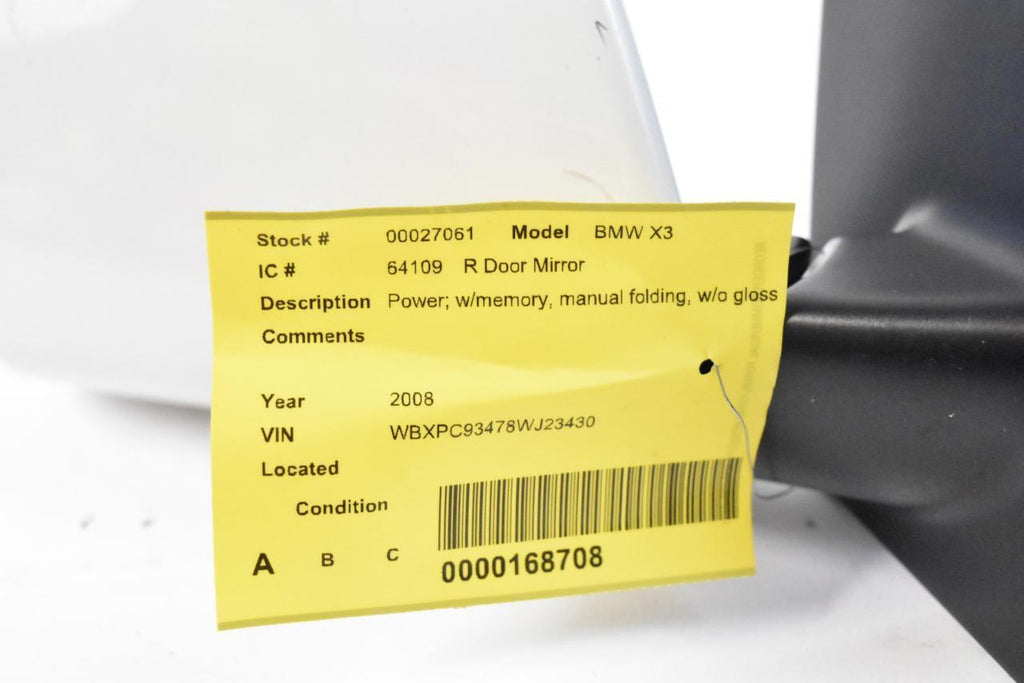 Stock # 00027061 Model BMW X3
IC # 64109 R Door Mirror
Description Power; w/memory, manual folding, w/o gloss
Comments
Year 2008
VIN WBXPC93478WJ23430
Located
Condition
A B C
0000168708